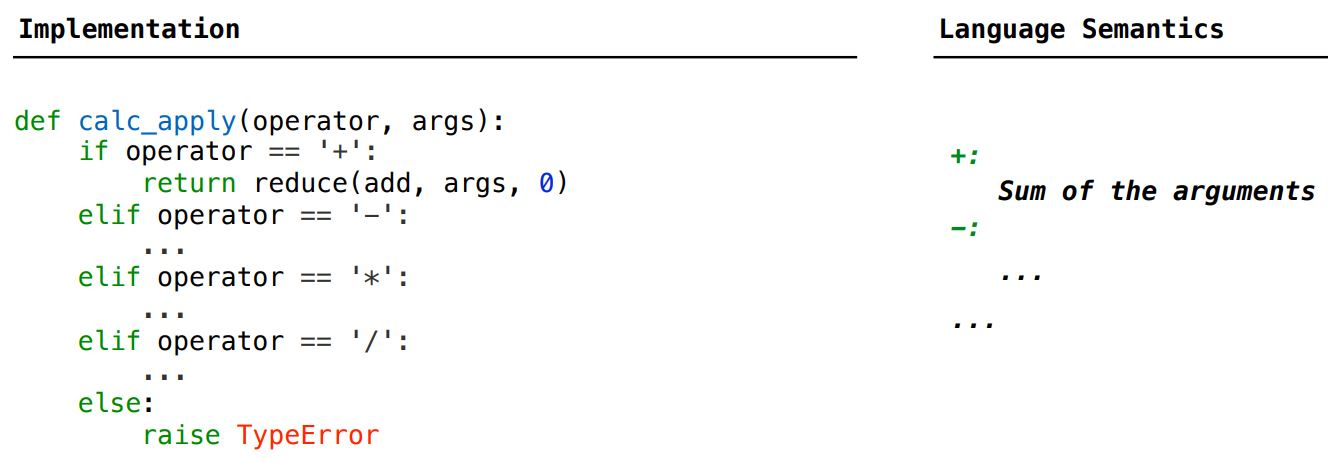 Implementation
def calc_apply(operator, args):
    if operator == '+':
        return reduce(add, args, 0)
    elif operator == '-':
        ...
    elif operator == '*':
        ...
    elif operator == '/':
        ...
    else:
        raise TypeError
Language Semantics
+:
    Sum of the arguments
-:
    ...
...